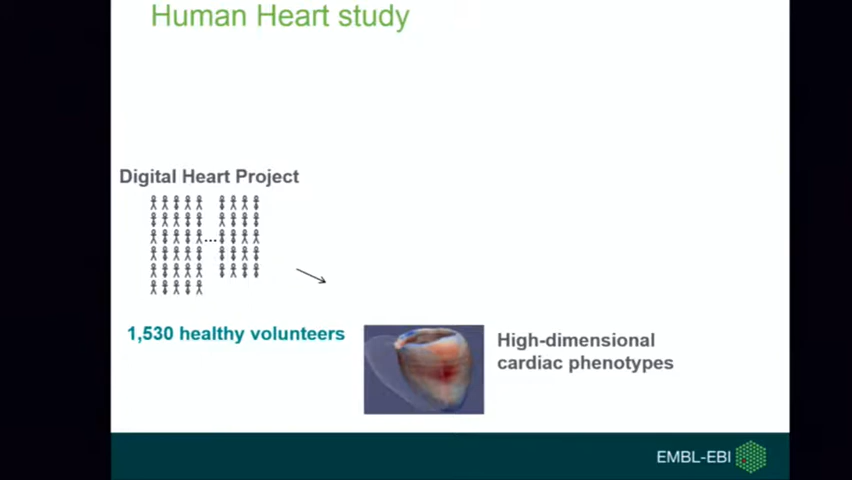 Human Heart study
Digital Heart Project
1,530 healthy volunteers
High-dimensional
cardiac phenotypes
EMBL-EBI